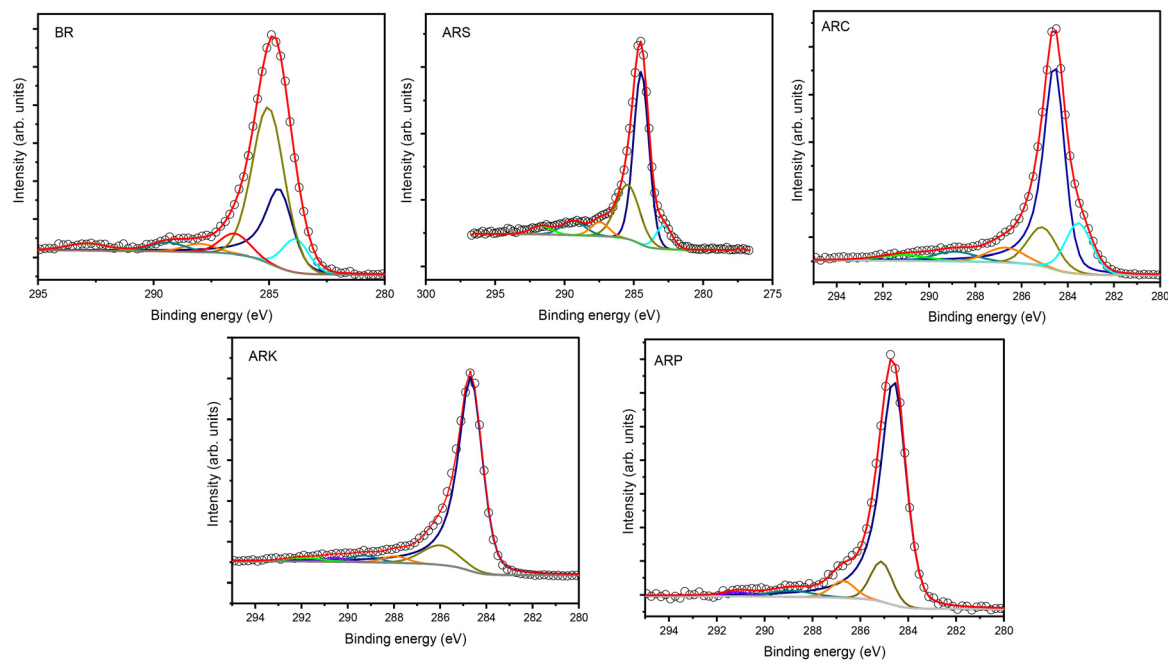 BR
Intensity (arb. units)
295 290 285 280
Binding energy (eV)
ARS
Intensity (arb. units)
300 295 290 285 280 275
Binding energy (eV)
ARC
Intensity (arb. units)
294 292 290 288 286 284 282 280
Binding energy (eV)
ARK
Intensity (arb. units)
294 292 290 288 286 284 282 280
Binding energy (eV)
ARP
Intensity (arb. units)
294 292 290 288 286 284 282 280
Binding energy (eV)